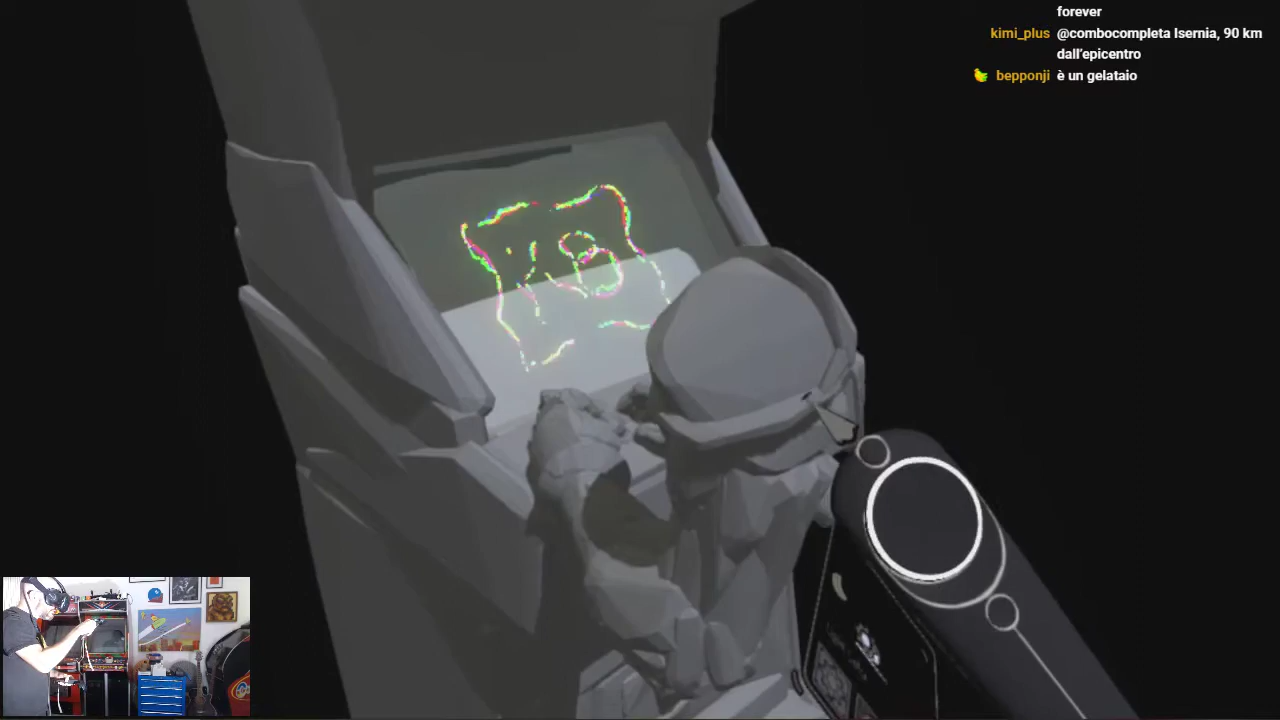 forever
kimi_plus @combocompleta Isernia, 90 km
dall'epicentro
bepponji è un gelataio